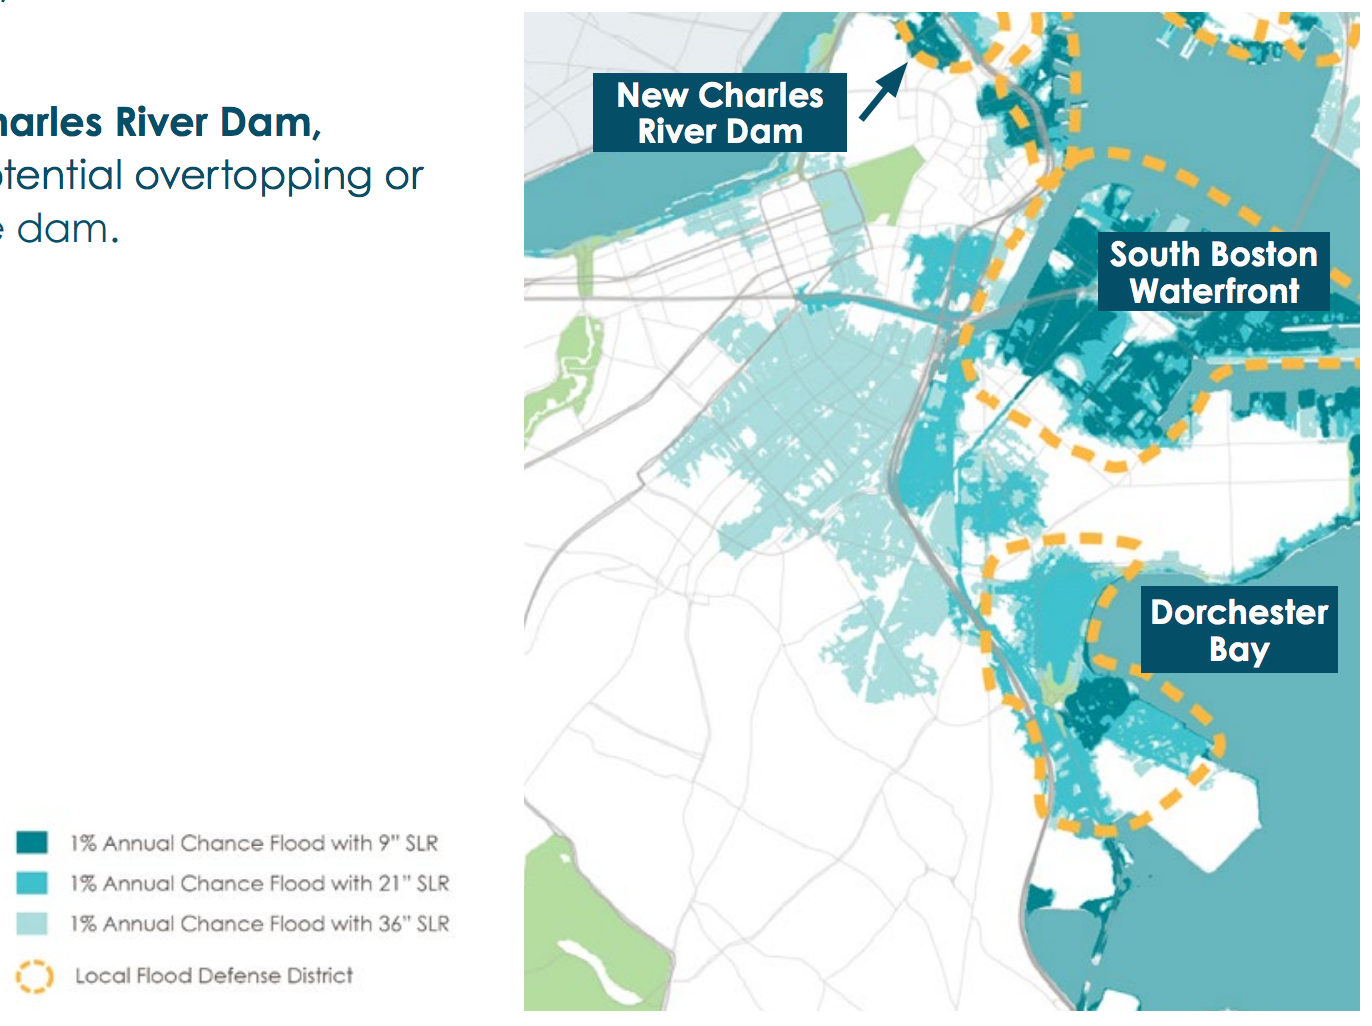 harles River Dam,
otential overtopping or
e dam.
New Charles
River Dam
South Boston
Waterfront
Dorchester
Bay
1% Annual Chance Flood with 9” SLR
1% Annual Chance Flood with 21” SLR
1% Annual Chance Flood with 36” SLR
Local Flood Defense District